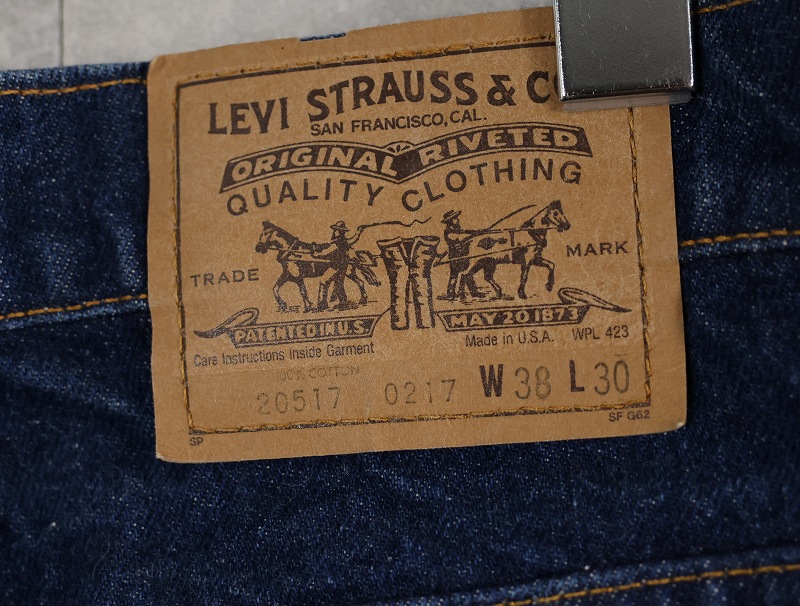 LEVI STRAUSS & C
SAN FRANCISCO, CAL.
ORIGINAL RIVETED
QUALITY CLOTHING
TRADE MARK
PATENTED IN U.S. MAY 20 1873
Care Instructions Inside Garment Made in U.S.A. WPL 423
100% COTTON
20517 0217 W 38 L 30
SP SF G62